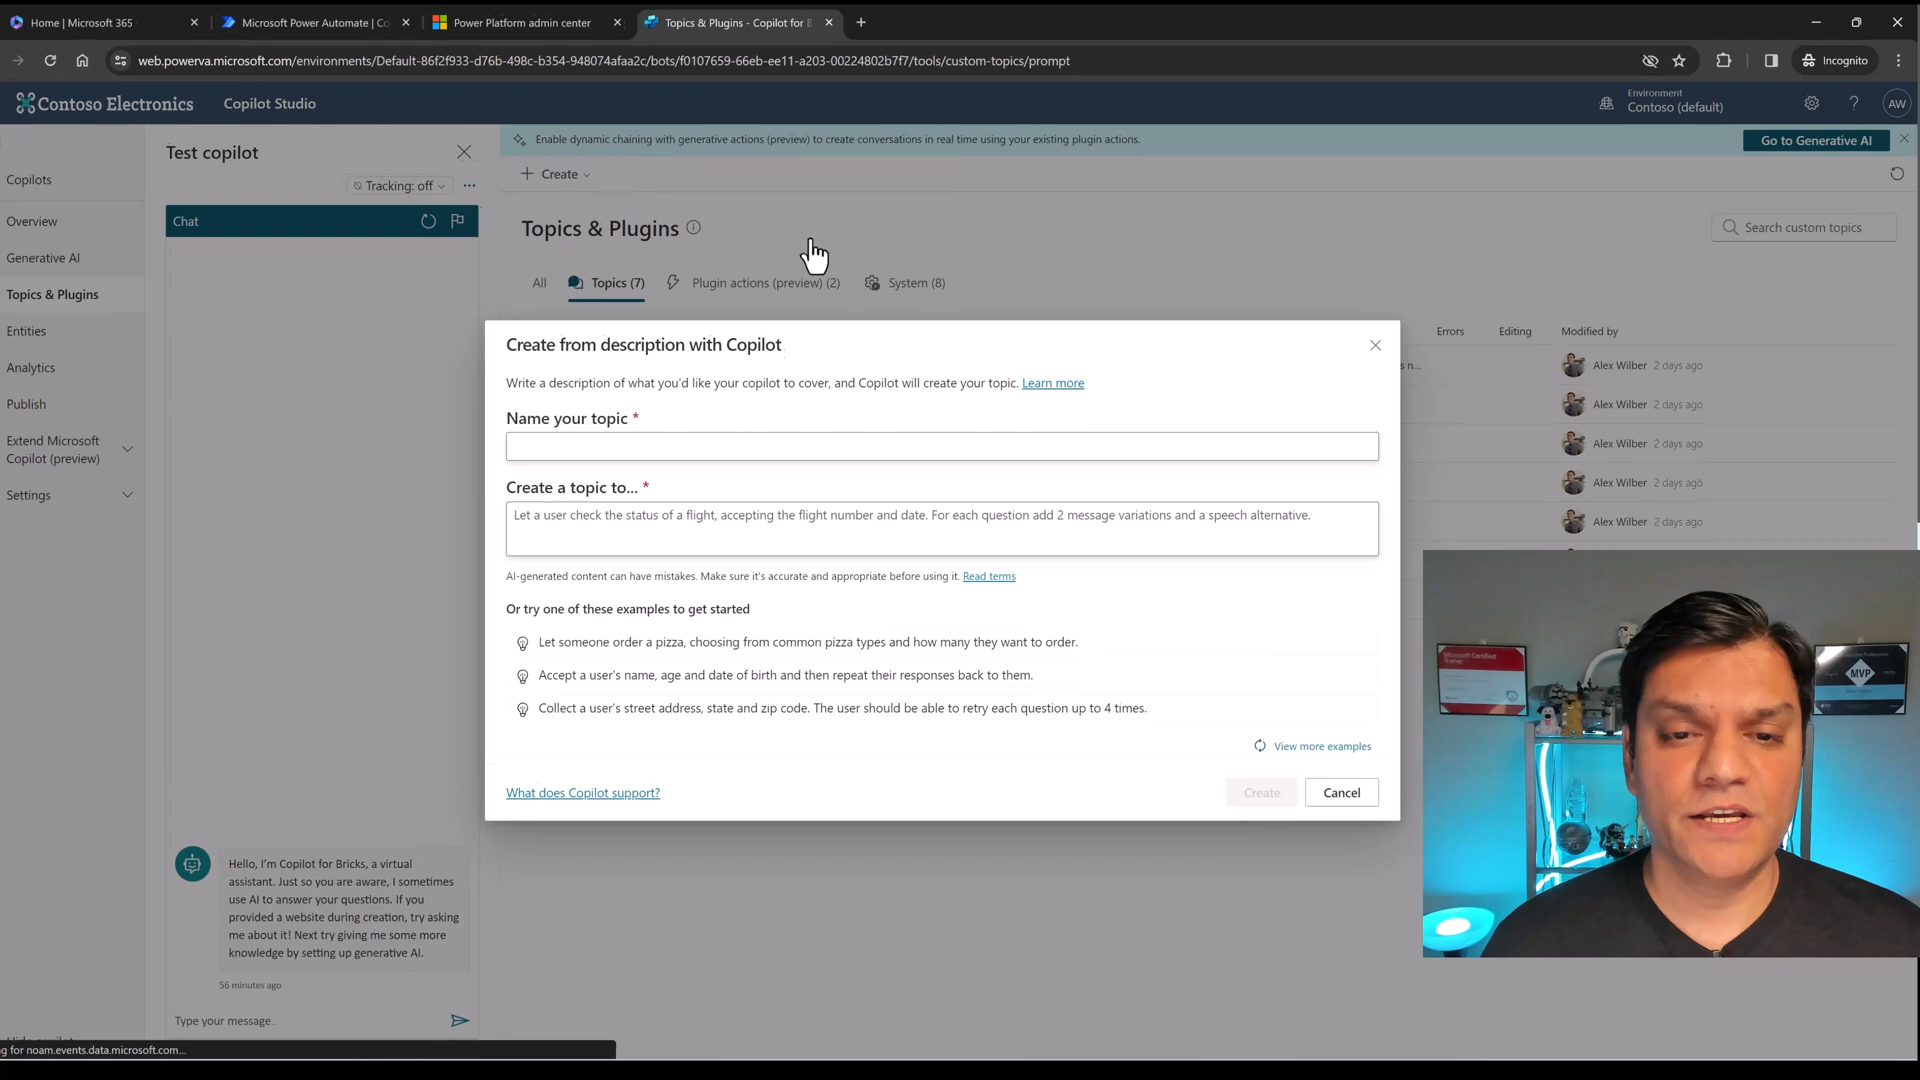 Home | Microsoft 365
Microsoft Power Automate | Co
Power Platform admin center
Topics & Plugins - Copilot for B
web.powerva.microsoft.com/environments/Default-86f2f933-d76b-498c-b354-948074afaa2c/bots/f0107659-66eb-ee11-a203-00224802b7f7/tools/custom-topics/prompt
Incognito
Contoso Electronics
Copilot Studio
Environment
Contoso (default)
AW
Copilots
Overview
Generative AI
Topics & Plugins
Entities
Analytics
Publish
Extend Microsoft
Copilot (preview)
Settings
Test copilot
Tracking: off
Chat
Hello, I'm Copilot for Bricks, a virtual
assistant. Just so you are aware, I sometimes
use AI to answer your questions. If you
provided a website during creation, try asking
me about it! Next try giving me some more
knowledge by setting up generative AI.
56 minutes ago
Type your message.
g for noam.events.data.microsoft.com...
Enable dynamic chaining with generative actions (preview) to create conversations in real time using your existing plugin actions.
Go to Generative AI
Create
Topics & Plugins
Search custom topics
All
Topics (7)
Plugin actions (preview) (2)
System (8)
Errors
Editing
Modified by
s n...
Alex Wilber 2 days ago
Alex Wilber 2 days ago
Alex Wilber 2 days ago
Alex Wilber 2 days ago
Alex Wilber 2 days ago
Create from description with Copilot
Write a description of what you'd like your copilot to cover, and Copilot will create your topic. Learn more
Name your topic *
Create a topic to... *
Let a user check the status of a flight, accepting the flight number and date. For each question add 2 message variations and a speech alternative.
AI-generated content can have mistakes. Make sure it's accurate and appropriate before using it. Read terms
Or try one of these examples to get started
Let someone order a pizza, choosing from common pizza types and how many they want to order.
Accept a user's name, age and date of birth and then repeat their responses back to them.
Collect a user's street address, state and zip code. The user should be able to retry each question up to 4 times.
View more examples
What does Copilot support?
Create
Cancel
Microsoft Certified
Trainer
MVP